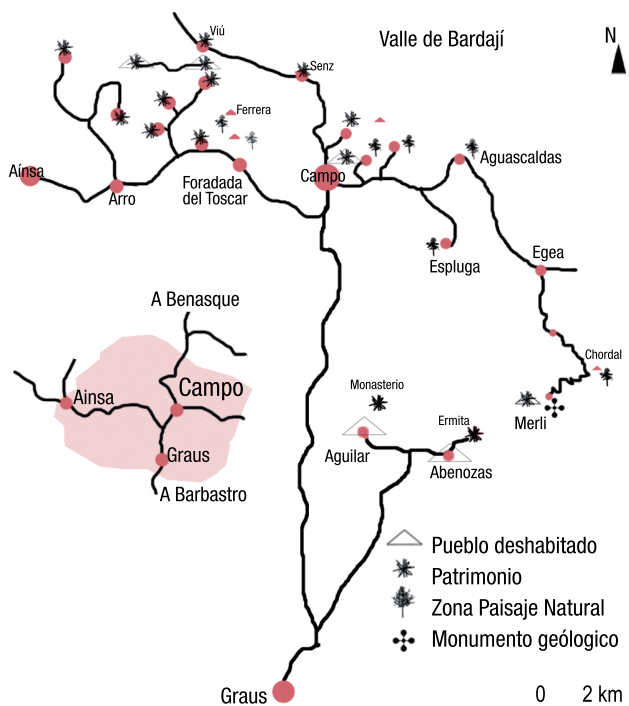 Valle de Bardají
N
Viú
Senz
Ferrera
Aínsa
Arro
Foradada
del Toscar
Campo
Aguascaldas
Espluga
Egea
Chordal
Merli
A Benasque
Ainsa
Campo
Graus
A Barbastro
Monasterio
Aguilar
Ermita
Abenozas
Pueblo deshabitado
Patrimonio
Zona Paisaje Natural
Monumento geólogico
Graus
0 2 km